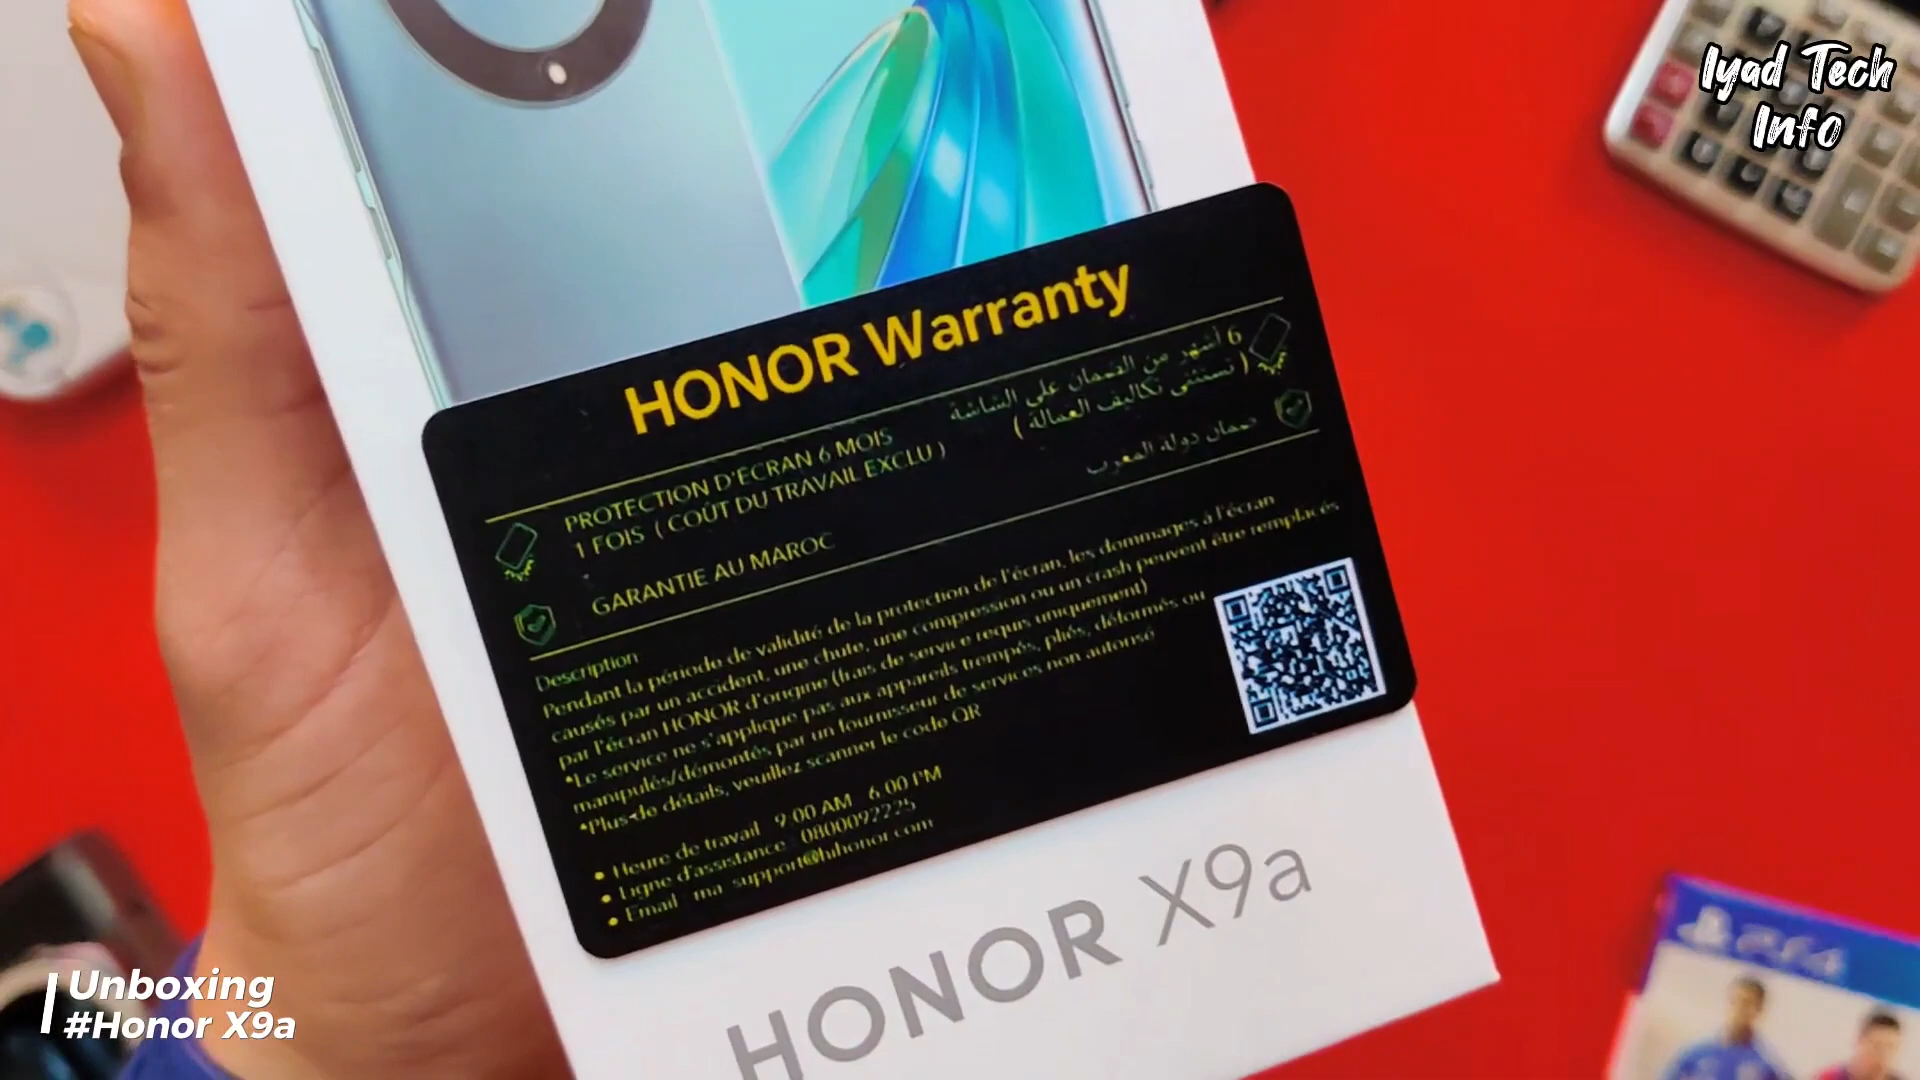 Iyad Tech
Info
HONOR Warranty
PROTECTION D'ÉCRAN 6 MOIS
1 FOIS ( COÛT DU TRAVAIL EXCLU )
6 أشهر من الضمان على الشاشة
( تستثنى تكاليف العمالة )
GARANTIE AU MAROC
ضمان دولة المغرب
Description
Pendant la période de validité de la protection de l'écran, les dommages à l'écran
causés par un accident, une chute, une compression ou un crash peuvent être remplacés
par l'écran HONOR d'origine (frais de service requis uniquement)
*Le service ne s'applique pas aux appareils trempés, pliés, déformés ou
manipulés/démontés par un fournisseur de services non autorisé
*Plus de détails, veuillez scanner le code QR
• Heure de travail 9.00 AM 6.00 PM
• Ligne d'assistance 0800092225
• Email ma support@hihonor.com
HONOR X9a
PS4
Unboxing
#Honor X9a